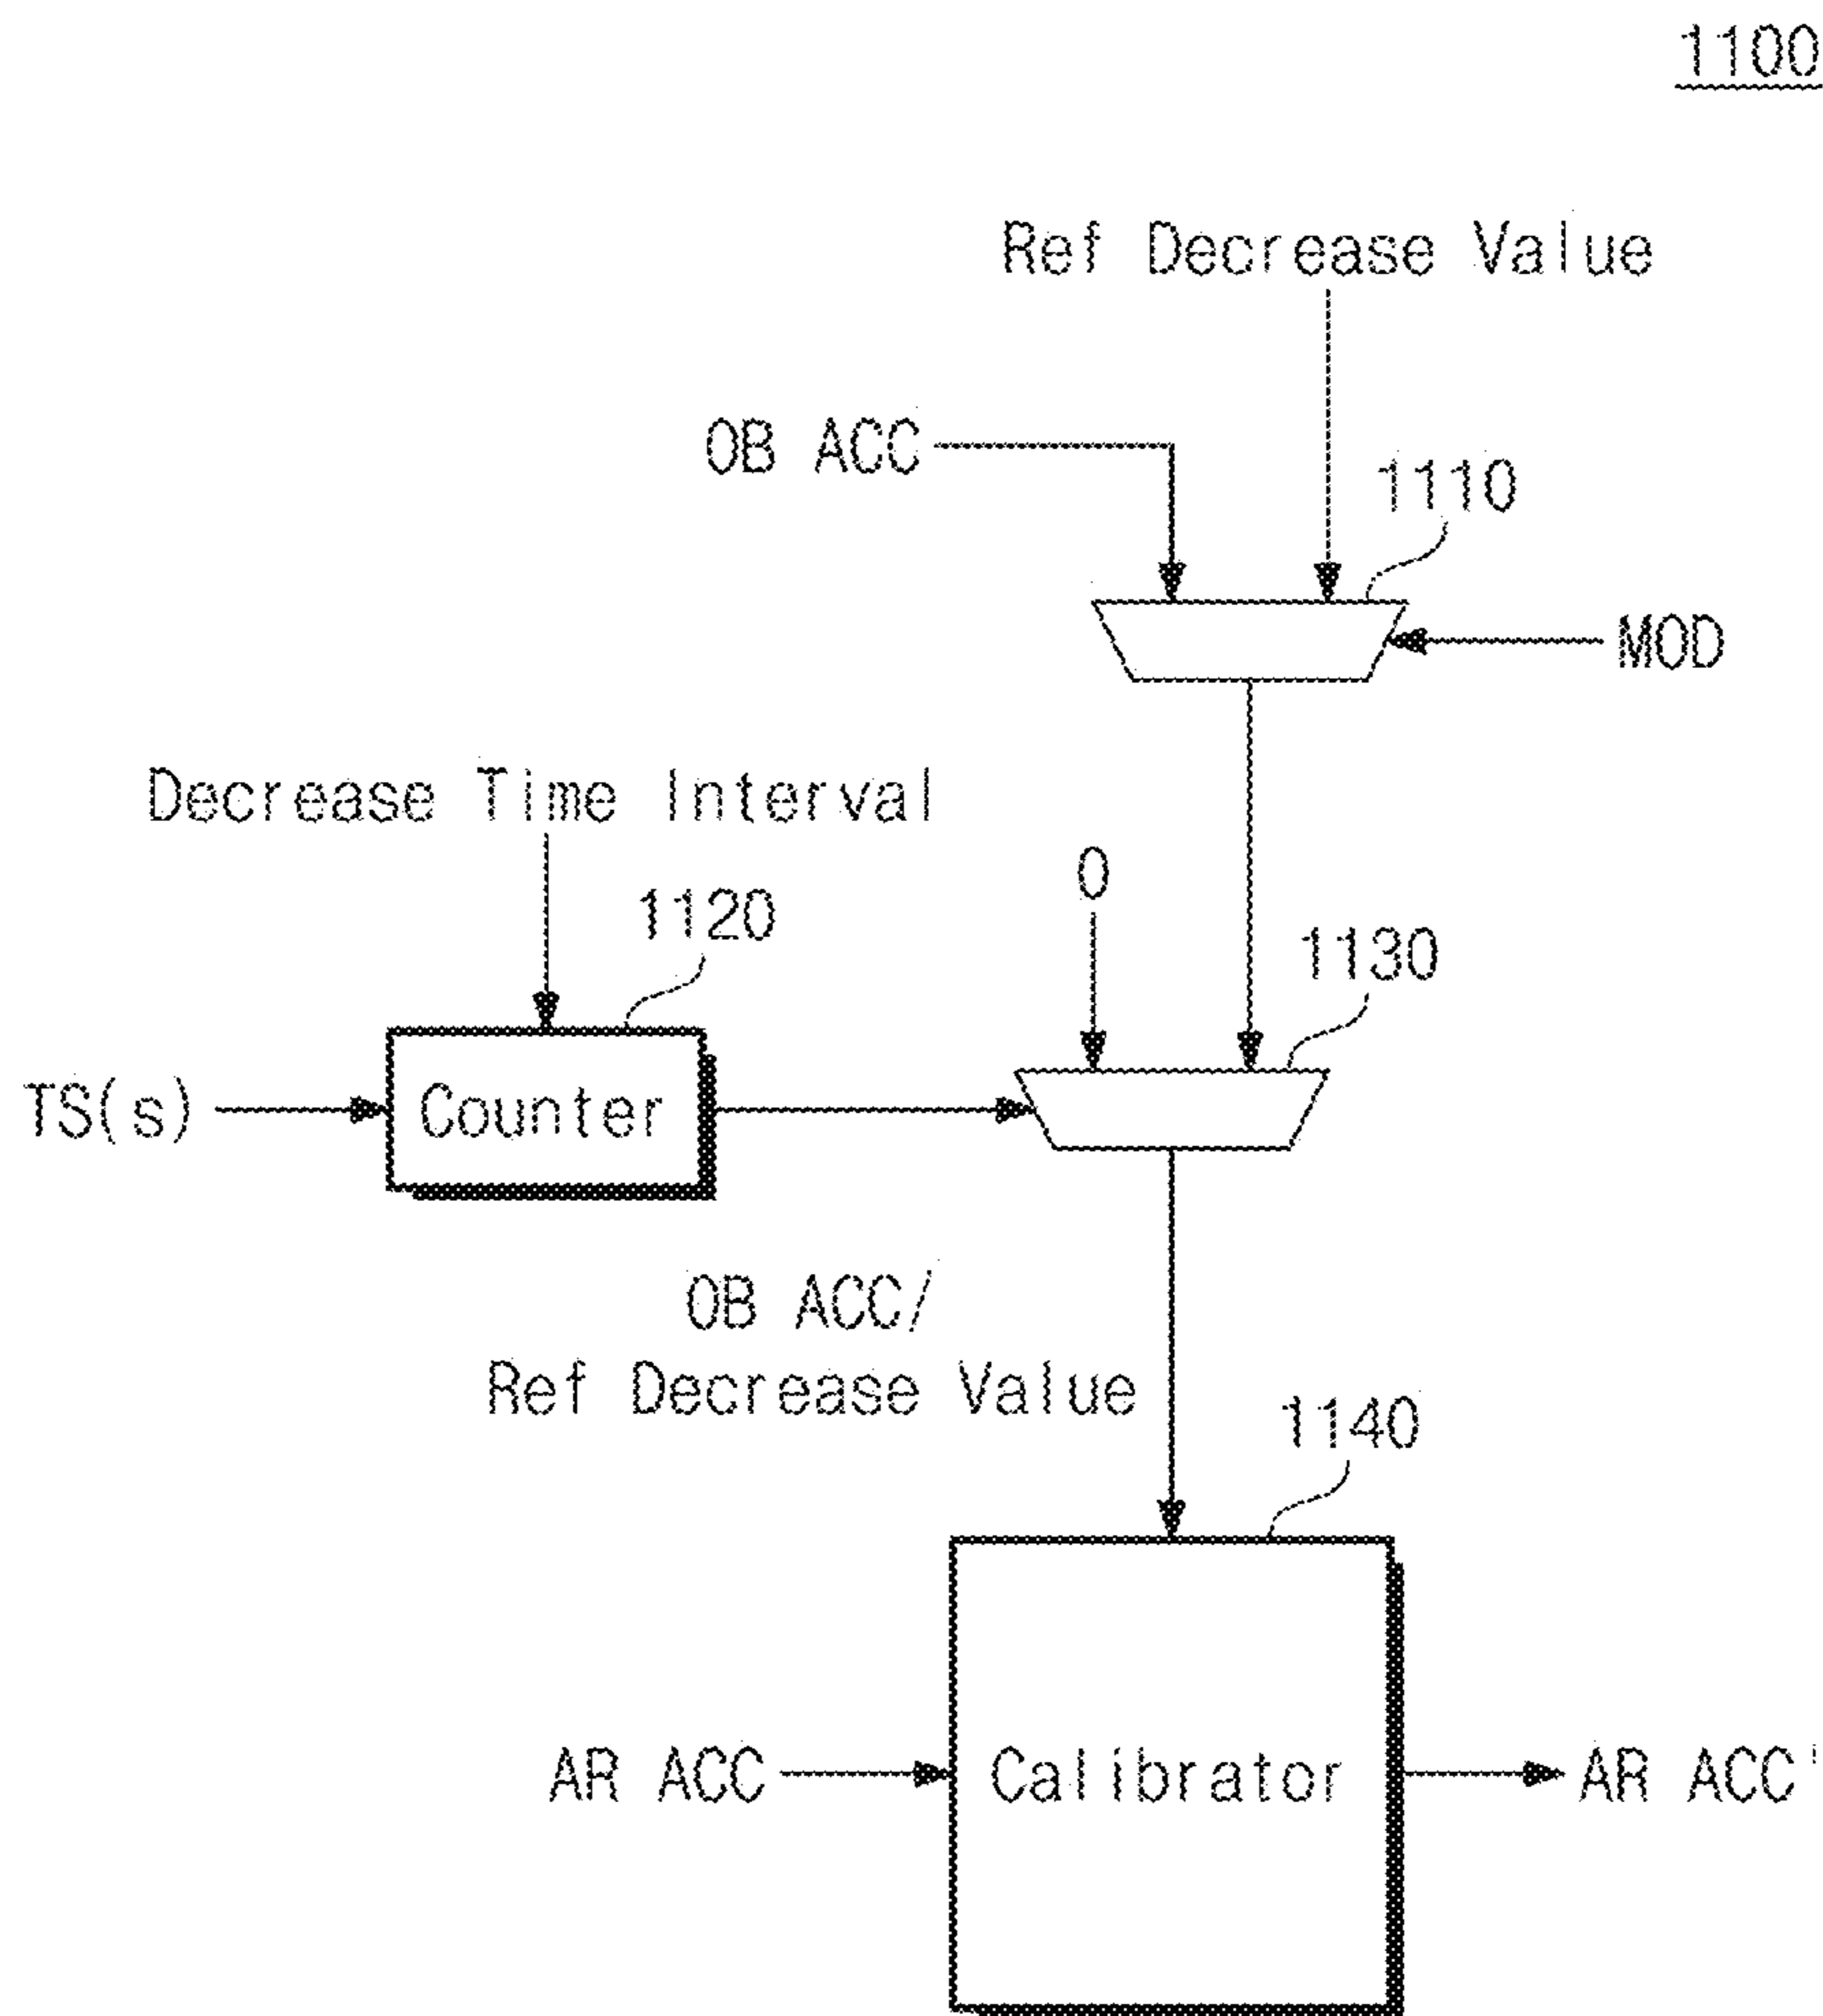 1100
Ref Decrease Value
OB ACC
1110
MOD
Decrease Time Interval
0
1120
1130
TS(s)
Counter
OB ACC/
Ref Decrease Value
1140
AR ACC
Calibrator
AR ACC'